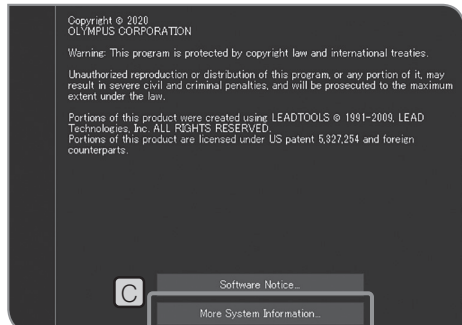 Copyright © 2020
OLYMPUS CORPORATION
Warning: This program is protected by copyright law and international treaties.
Unauthorized reproduction or distribution of this program, or any portion of it, may
result in severe civil and criminal penalties, and will be prosecuted to the maximum
extent under the law.
Portions of this product were created using LEADTOOLS © 1991-2009, LEAD
Technologies, Inc. ALL RIGHTS RESERVED.
Portions of this product are licensed under US patent 5,327,254 and foreign
counterparts.
Software Notice...
C
More System Information...